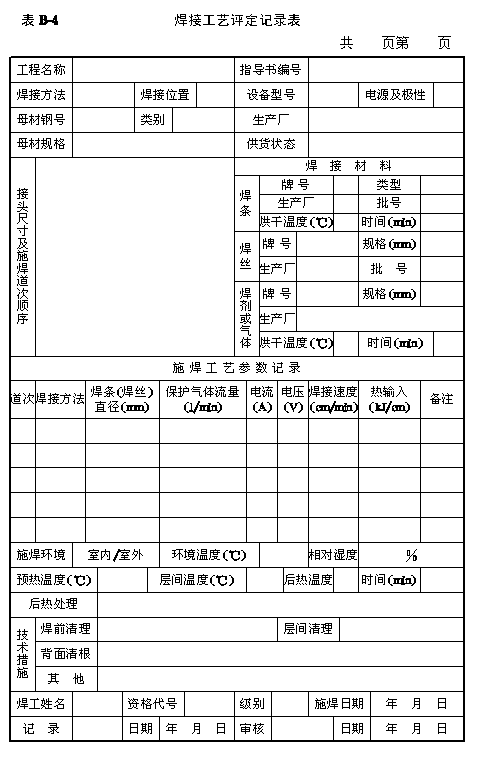 表 B-4 焊接工艺评定记录表
共 页第 页
工程名称 指导书编号
焊接方法 焊接位置 设备型号 电源及极性
母材钢号 类别 生产厂
母材规格 供货状态
接头尺寸及施焊道次顺序
焊 接 材 料
焊条
牌 号 类型
生产厂 批号
烘干温度(℃) 时间(min)
焊丝
牌 号 规格(mm)
生产厂 批 号
焊剂或气体
牌 号 规格(mm)
生产厂
烘干温度(℃) 时间(min)
施 焊 工 艺 参 数 记 录
道次 焊接方法 焊条(焊丝)直径(mm) 保护气体流量(l/min) 电流(A) 电压(V) 焊接速度(cm/min) 热输入(kJ/cm) 备注
施焊环境 室内/室外 环境温度(℃) 相对湿度 %
预热温度(℃) 层间温度(℃) 后热温度 时间(min)
后热处理
技术措施
焊前清理 层间清理
背面清根
其 他
焊工姓名 资格代号 级别 施焊日期 年 月 日
记 录 日期 年 月 日 审核 日期 年 月 日